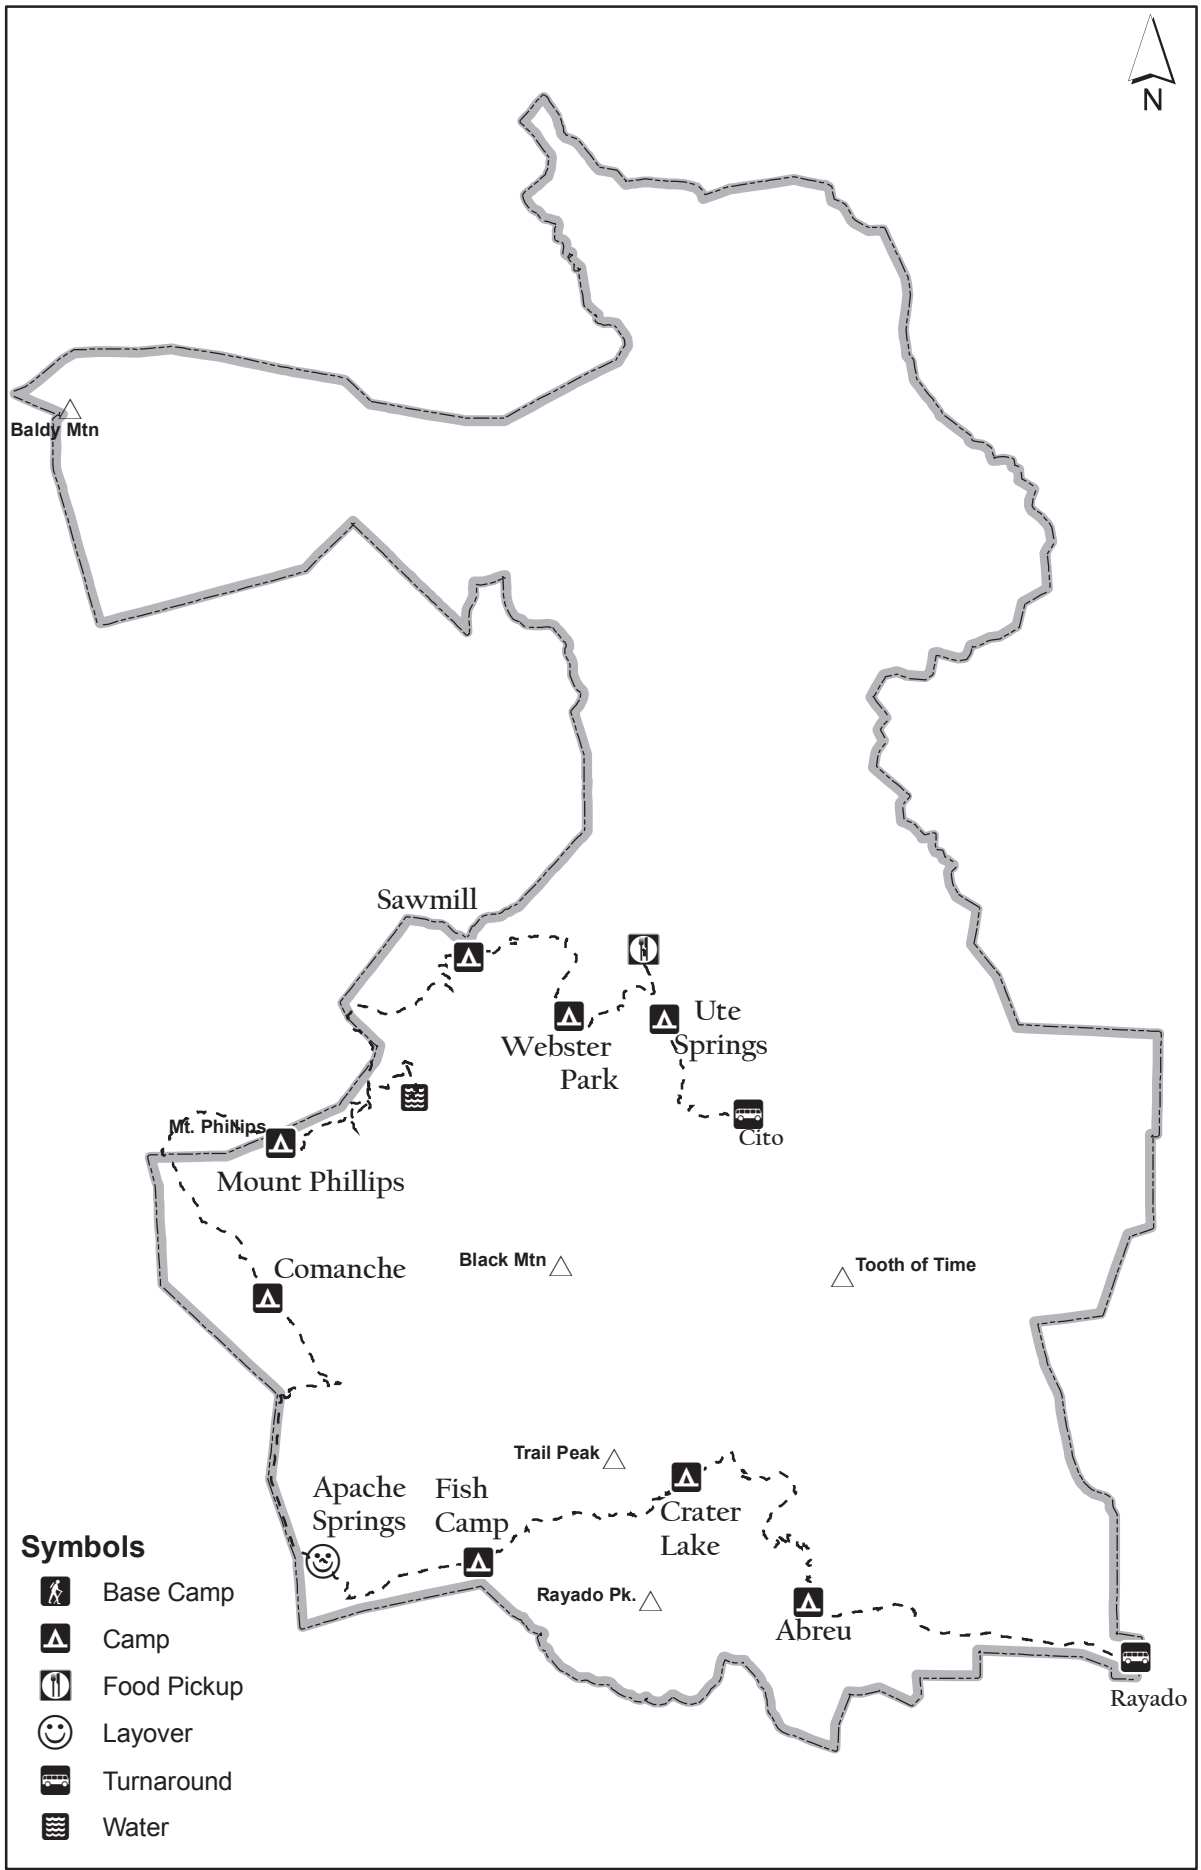 N
Baldy Mtn
Sawmill
Ute
Springs
Webster
Park
Cito
Mt. Phillips
Mount Phillips
Comanche
Black Mtn
Tooth of Time
Trail Peak
Apache
Springs
Fish
Camp
Crater
Lake
Rayado Pk.
Abreu
Rayado
Symbols
Base Camp
Camp
Food Pickup
Layover
Turnaround
Water